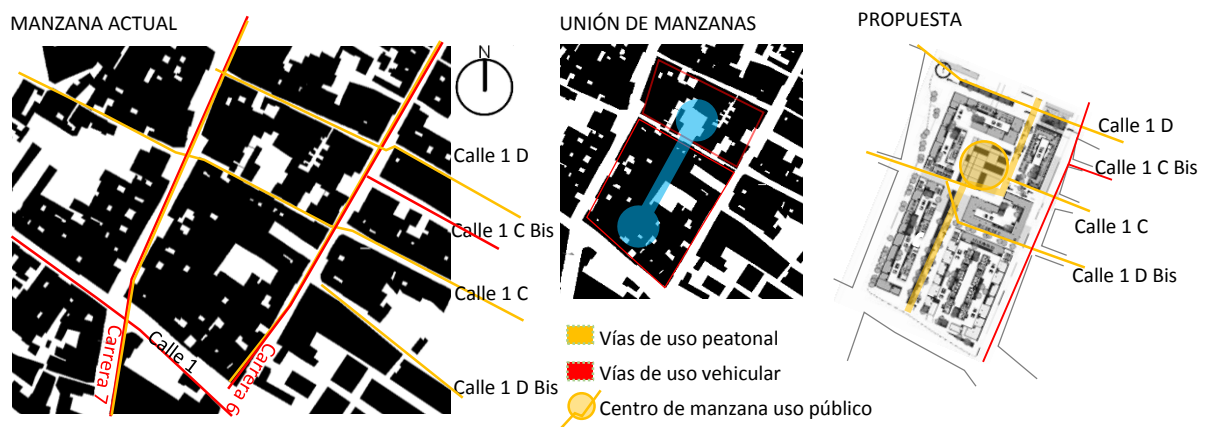 MANZANA ACTUAL
N
Calle 1 D
Calle 1 C Bis
Calle 1 C
Calle 1 D Bis
Carrera 7
Calle 1
Carrera 6
UNIÓN DE MANZANAS
Vías de uso peatonal
Vías de uso vehicular
Centro de manzana uso público
PROPUESTA
Calle 1 D
Calle 1 C Bis
Calle 1 C
Calle 1 D Bis